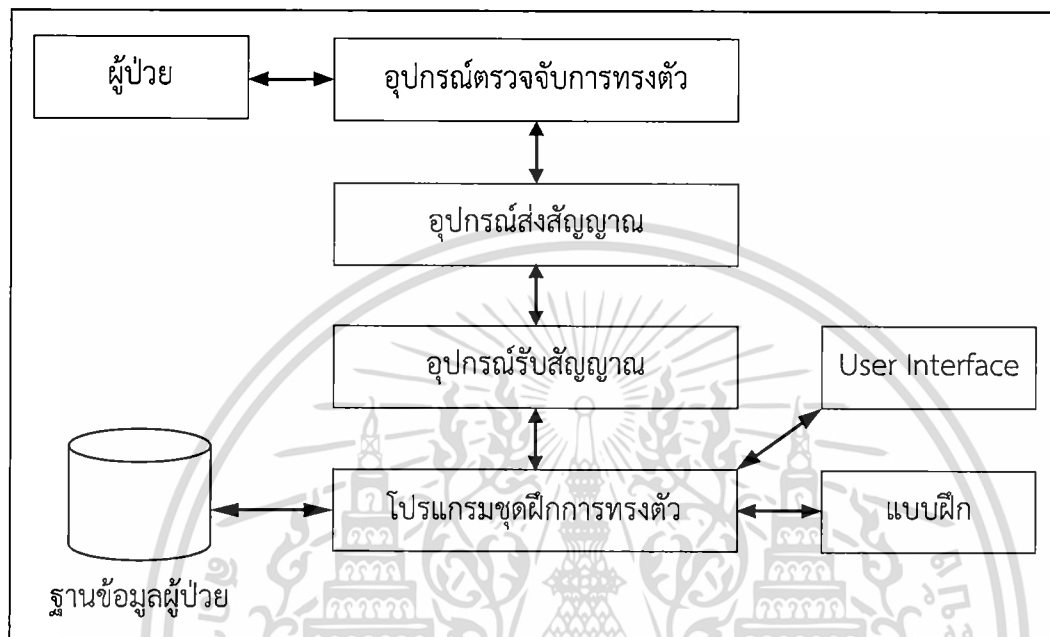 ผู้ป่วย
อุปกรณ์ตรวจจับการทรงตัว
อุปกรณ์ส่งสัญญาณ
อุปกรณ์รับสัญญาณ
User Interface
โปรแกรมชุดฝึกการทรงตัว
แบบฝึก
ฐานข้อมูลผู้ป่วย